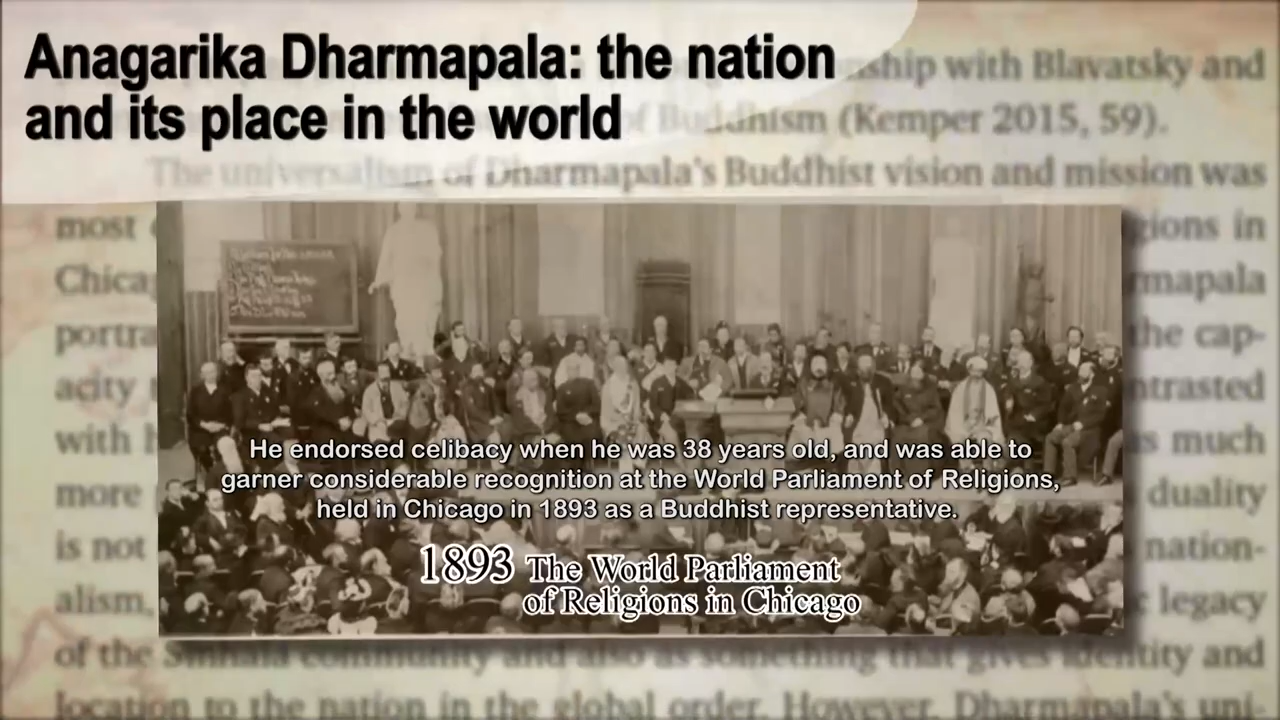 Anagarika Dharmapala: the nation
and its place in the world
ship with Blavatsky and
of Buddhism (Kemper 2015, 59).
The universalism of Dharmapala's Buddhist vision and mission was
most
gions in
Chica
rmapala
portra
the cap-
acity
ntrasted
with
s much
more
duality
is not
nation-
alism,
legacy
of the Sinhala community and also as something that gives identity and
location to the nation in the global order. However, Dharmapala's uni-
He endorsed celibacy when he was 38 years old, and was able to
garner considerable recognition at the World Parliament of Religions,
held in Chicago in 1893 as a Buddhist representative.
1893 The World Parliament
of Religions in Chicago